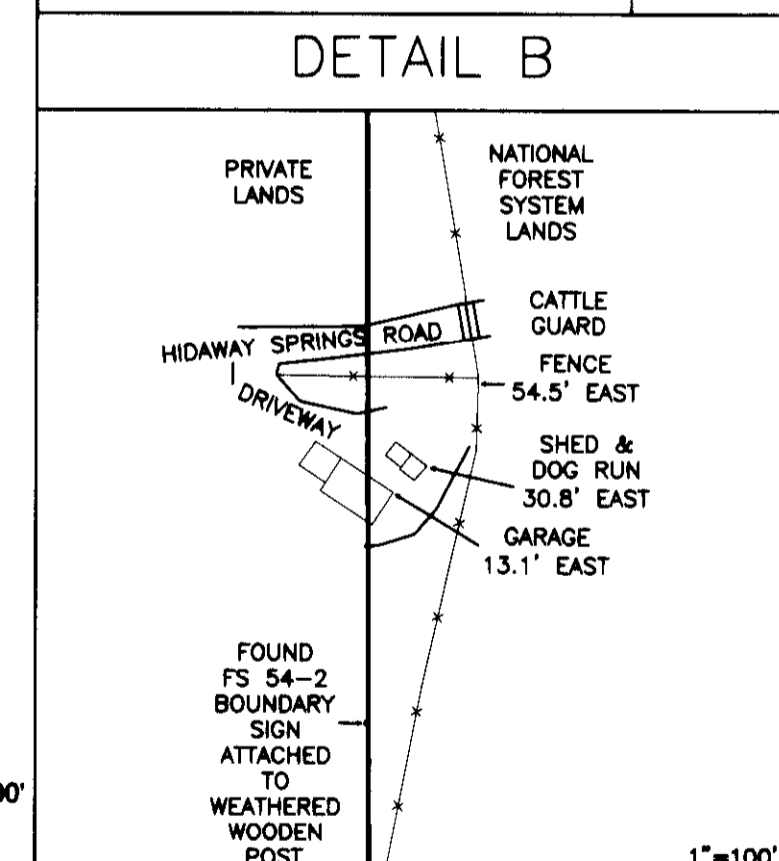 DETAIL B
PRIVATE
LANDS
NATIONAL
FOREST
SYSTEM
LANDS
CATTLE
GUARD
HIDAWAY SPRINGS ROAD
FENCE
54.5' EAST
DRIVEWAY
SHED &
DOG RUN
30.8' EAST
GARAGE
13.1' EAST
FOUND
FS 54-2
BOUNDARY
SIGN
ATTACHED
TO
WEATHERED
WOODEN
POST
00'
1"=100'